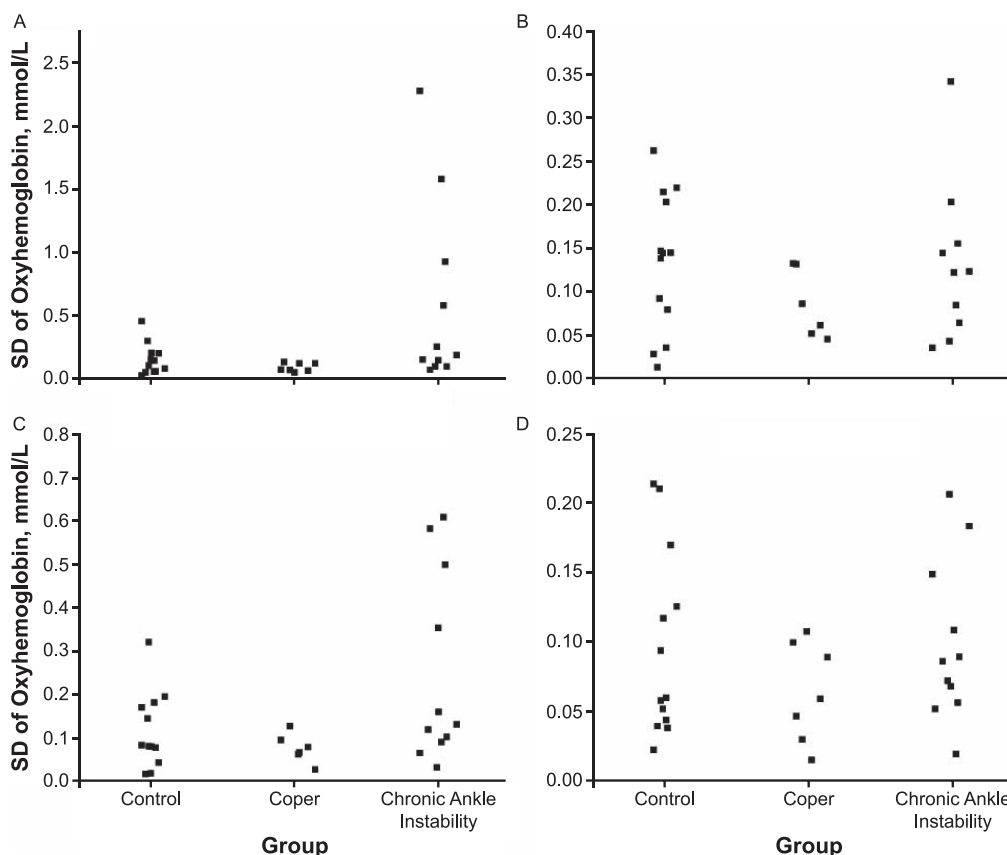 A
SD of Oxyhemoglobin, mmol/L
2.5
2.0
1.5
1.0
0.5
0.0
B
0.40
0.35
0.30
0.25
0.20
0.15
0.10
0.05
0.00
C
SD of Oxyhemoglobin, mmol/L
0.8
0.7
0.6
0.5
0.4
0.3
0.2
0.1
0.0
Control
Coper
Chronic Ankle
Instability
Group
D
0.25
0.20
0.15
0.10
0.05
0.00
Control
Coper
Chronic Ankle
Instability
Group